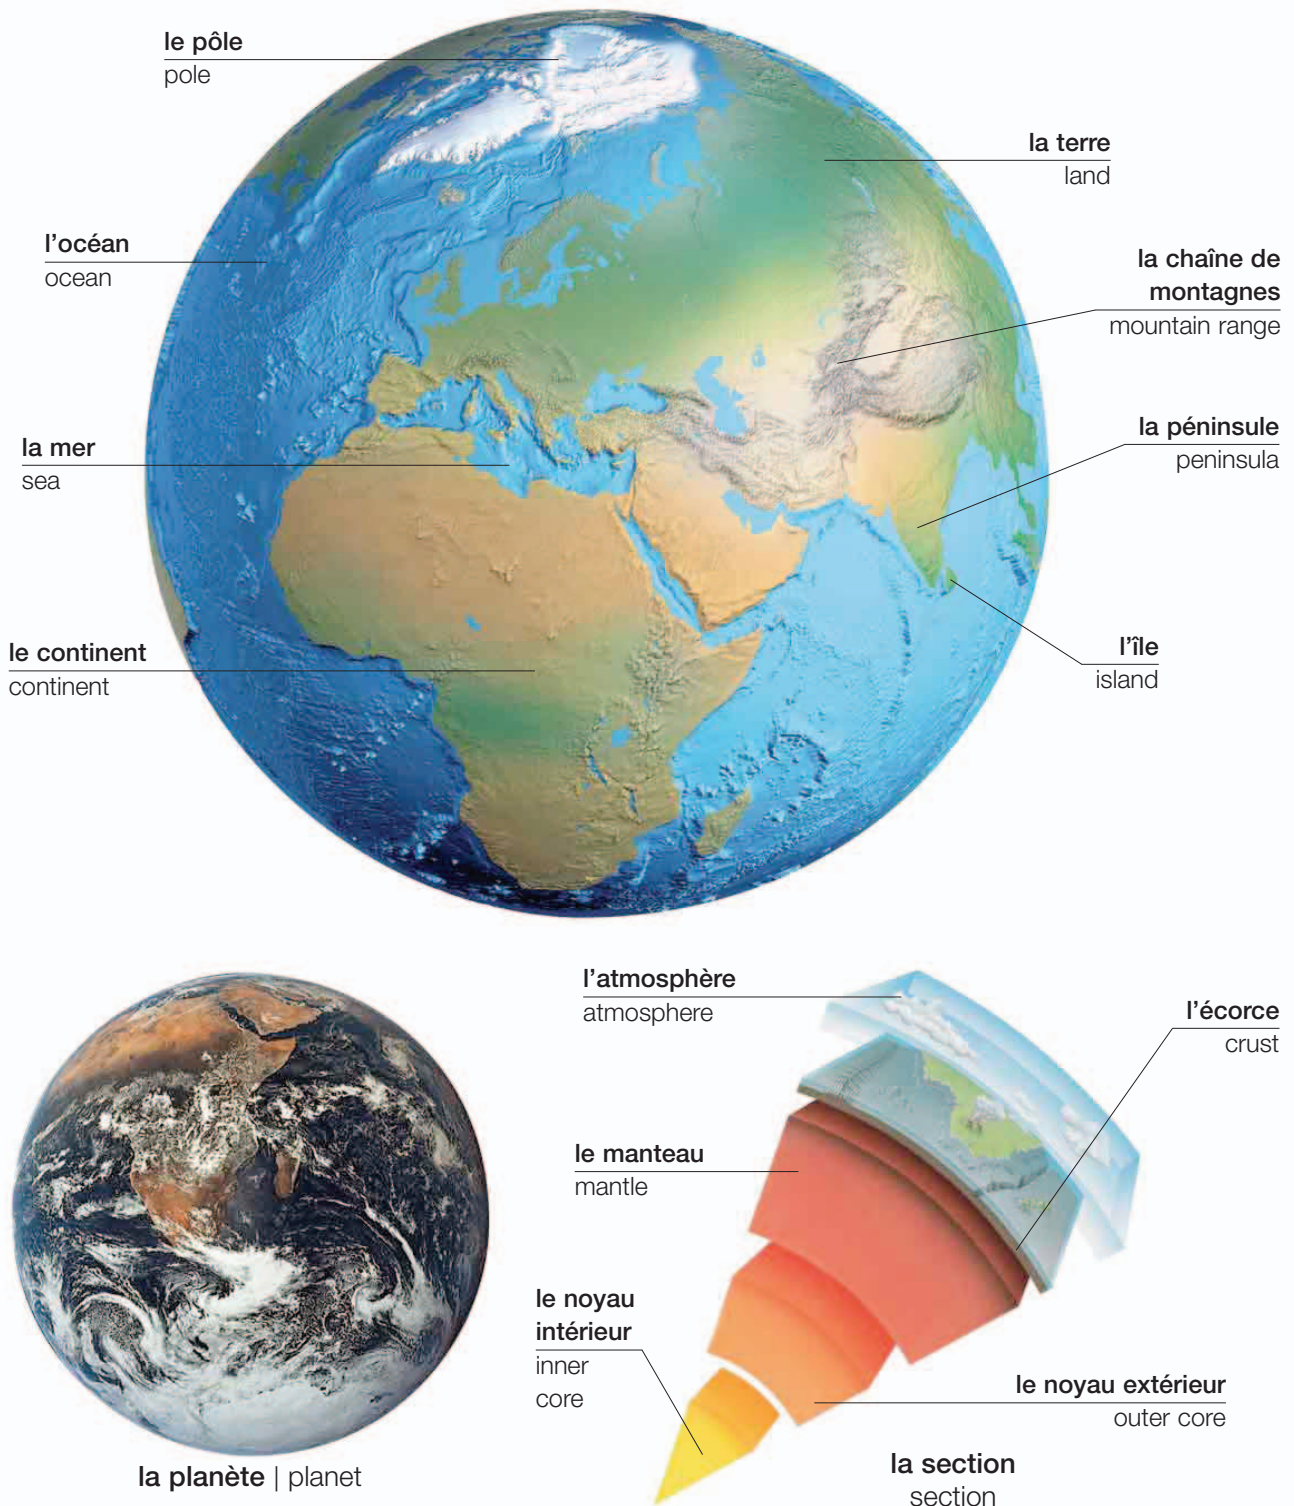 le pôle
pole
la terre
land
l'océan
ocean
la chaîne de
montagnes
mountain range
la mer
sea
la péninsule
peninsula
le continent
continent
l'île
island
l'atmosphère
atmosphere
l'écorce
crust
le manteau
mantle
le noyau
intérieur
inner
core
le noyau extérieur
outer core
la planète | planet
la section
section